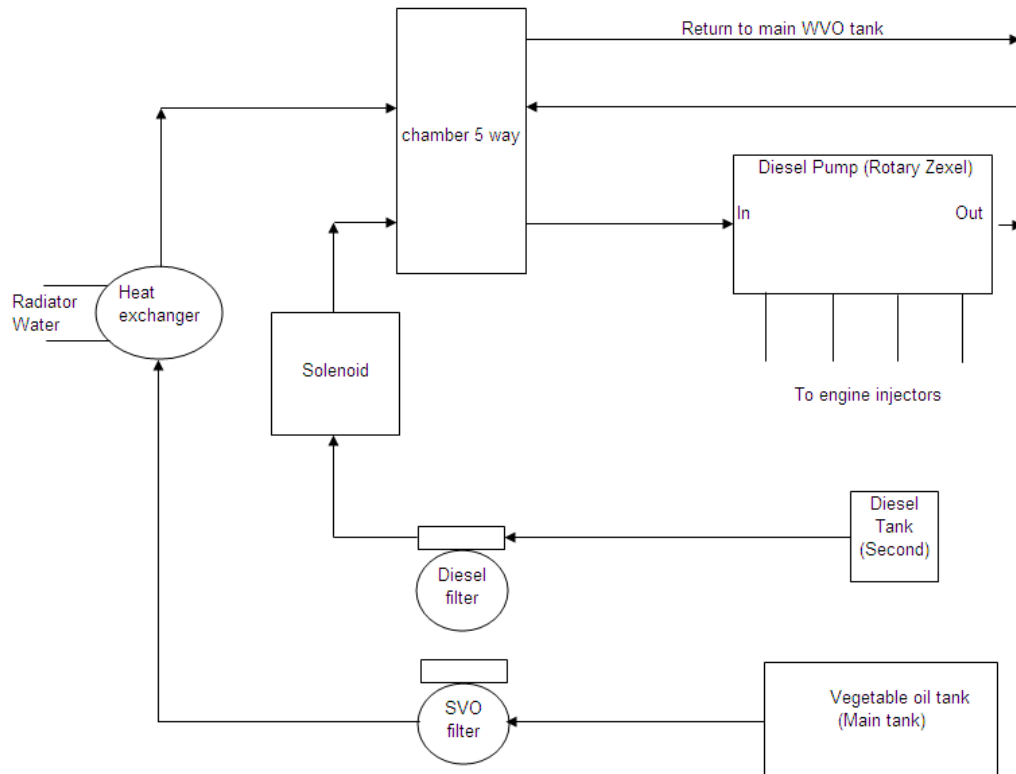 Return to main WVO tank
chamber 5 way
Diesel Pump (Rotary Zexel)
In
Out
Radiator
Water
Heat
exchanger
Solenoid
To engine injectors
Diesel
Tank
(Second)
Diesel
filter
SVO
filter
Vegetable oil tank
(Main tank)